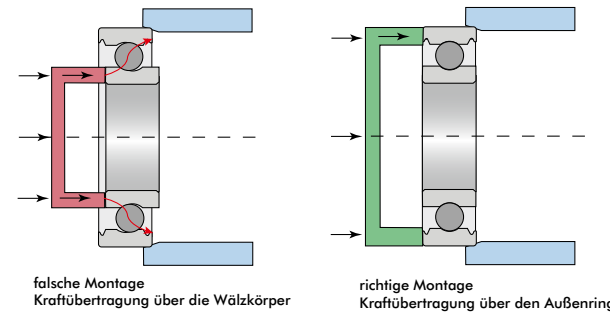 falsche Montage
Kraftübertragung über die Wälzkörper
richtige Montage
Kraftübertragung über den Außenring